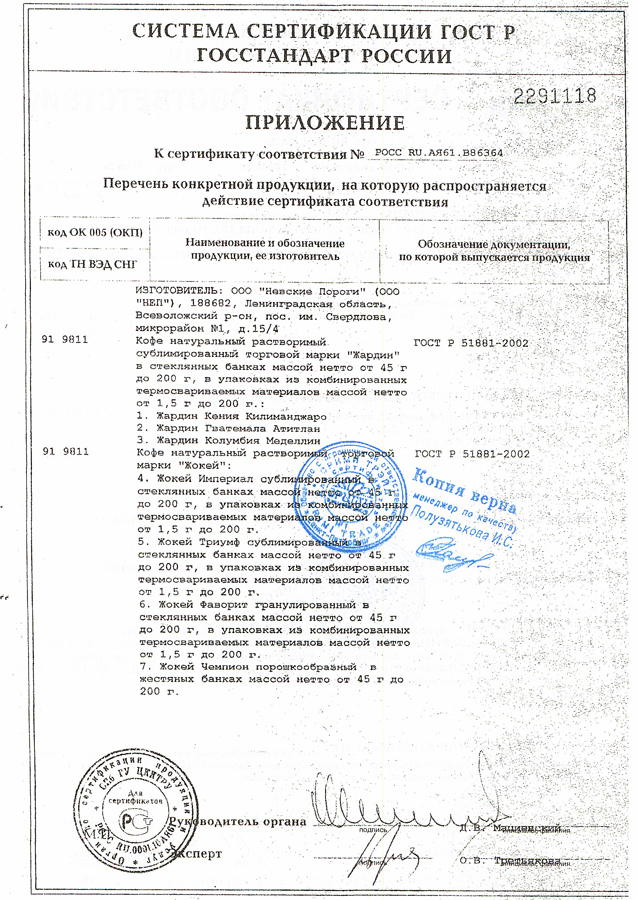 СИСТЕМА СЕРТИФИКАЦИИ ГОСТ Р
ГОССТАНДАРТ РОССИИ
2291118
ПРИЛОЖЕНИЕ
К сертификату соответствия № РОСС RU.АЯ61.В86364
Перечень конкретной продукции, на которую распространяется
действие сертификата соответствия
код ОК 005 (ОКП)
код ТН ВЭД СНГ
Наименование и обозначение
продукции, ее изготовитель
Обозначение документации,
по которой выпускается продукция
ИЗГОТОВИТЕЛЬ: ООО "Невские Пороги" (ООО
"НЕП"), 188682, Ленинградская область,
Всеволожский р-он, пос. им. Свердлова,
микрорайон №1, д.15/4
91 9811 Кофе натуральный растворимый ГОСТ Р 51881-2002
сублимированный торговой марки "Жардин"
в стеклянных банках массой нетто от 45 г
до 200 г, в упаковках из комбинированных
термосвариваемых материалов массой нетто
от 1,5 г до 200 г.:
1. Жардин Кения Килиманджаро
2. Жардин Гватемала Атитлан
3. Жардин Колумбия Меделлин
91 9811 Кофе натуральный растворимый торговой ГОСТ Р 51881-2002
марки "Жокей":
4. Жокей Империал сублимированный в
стеклянных банках массой нетто от 45 г
до 200 г, в упаковках из комбинированных
термосвариваемых материалов массой нетто
от 1,5 г до 200 г.
5. Жокей Триумф сублимированный в
стеклянных банках массой нетто от 45 г
до 200 г, в упаковках из комбинированных
термосвариваемых материалов массой нетто
от 1,5 г до 200 г.
6. Жокей Фаворит гранулированный в
стеклянных банках массой нетто от 45 г
до 200 г, в упаковках из комбинированных
термосвариваемых материалов массой нетто
от 1,5 г до 200 г.
7. Жокей Чемпион порошкообразный в
жестяных банках массой нетто от 45 г до
200 г.
Копия верна
менеджер по качеству
Полузятькова И.С.
Орган по сертификации продукции и услуг
СПб ГУ ЦЕНТРУ
Для
сертификатов
М.П.
Руководитель органа
подпись
Д.В. Мациевский
Эксперт
подпись
О.В. Третьякова